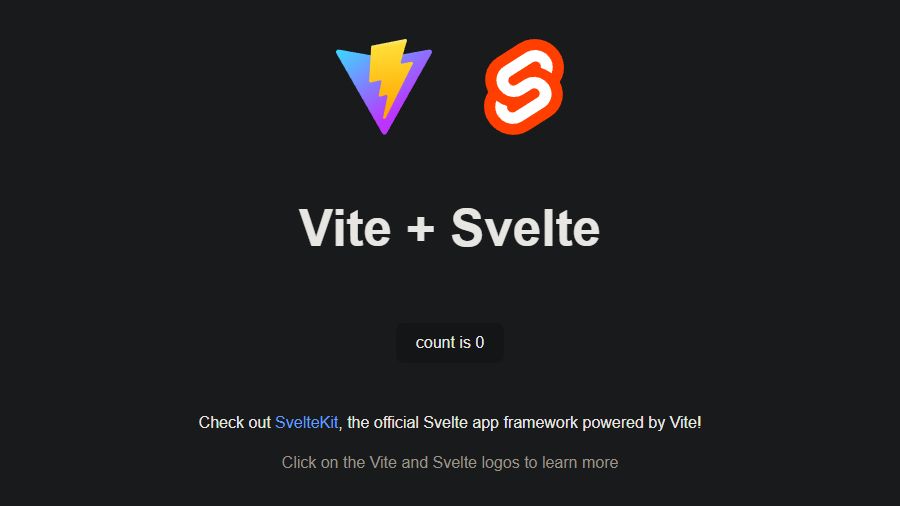 Vite + Svelte
count is 0
Check out SvelteKit, the official Svelte app framework powered by Vite!
Click on the Vite and Svelte logos to learn more